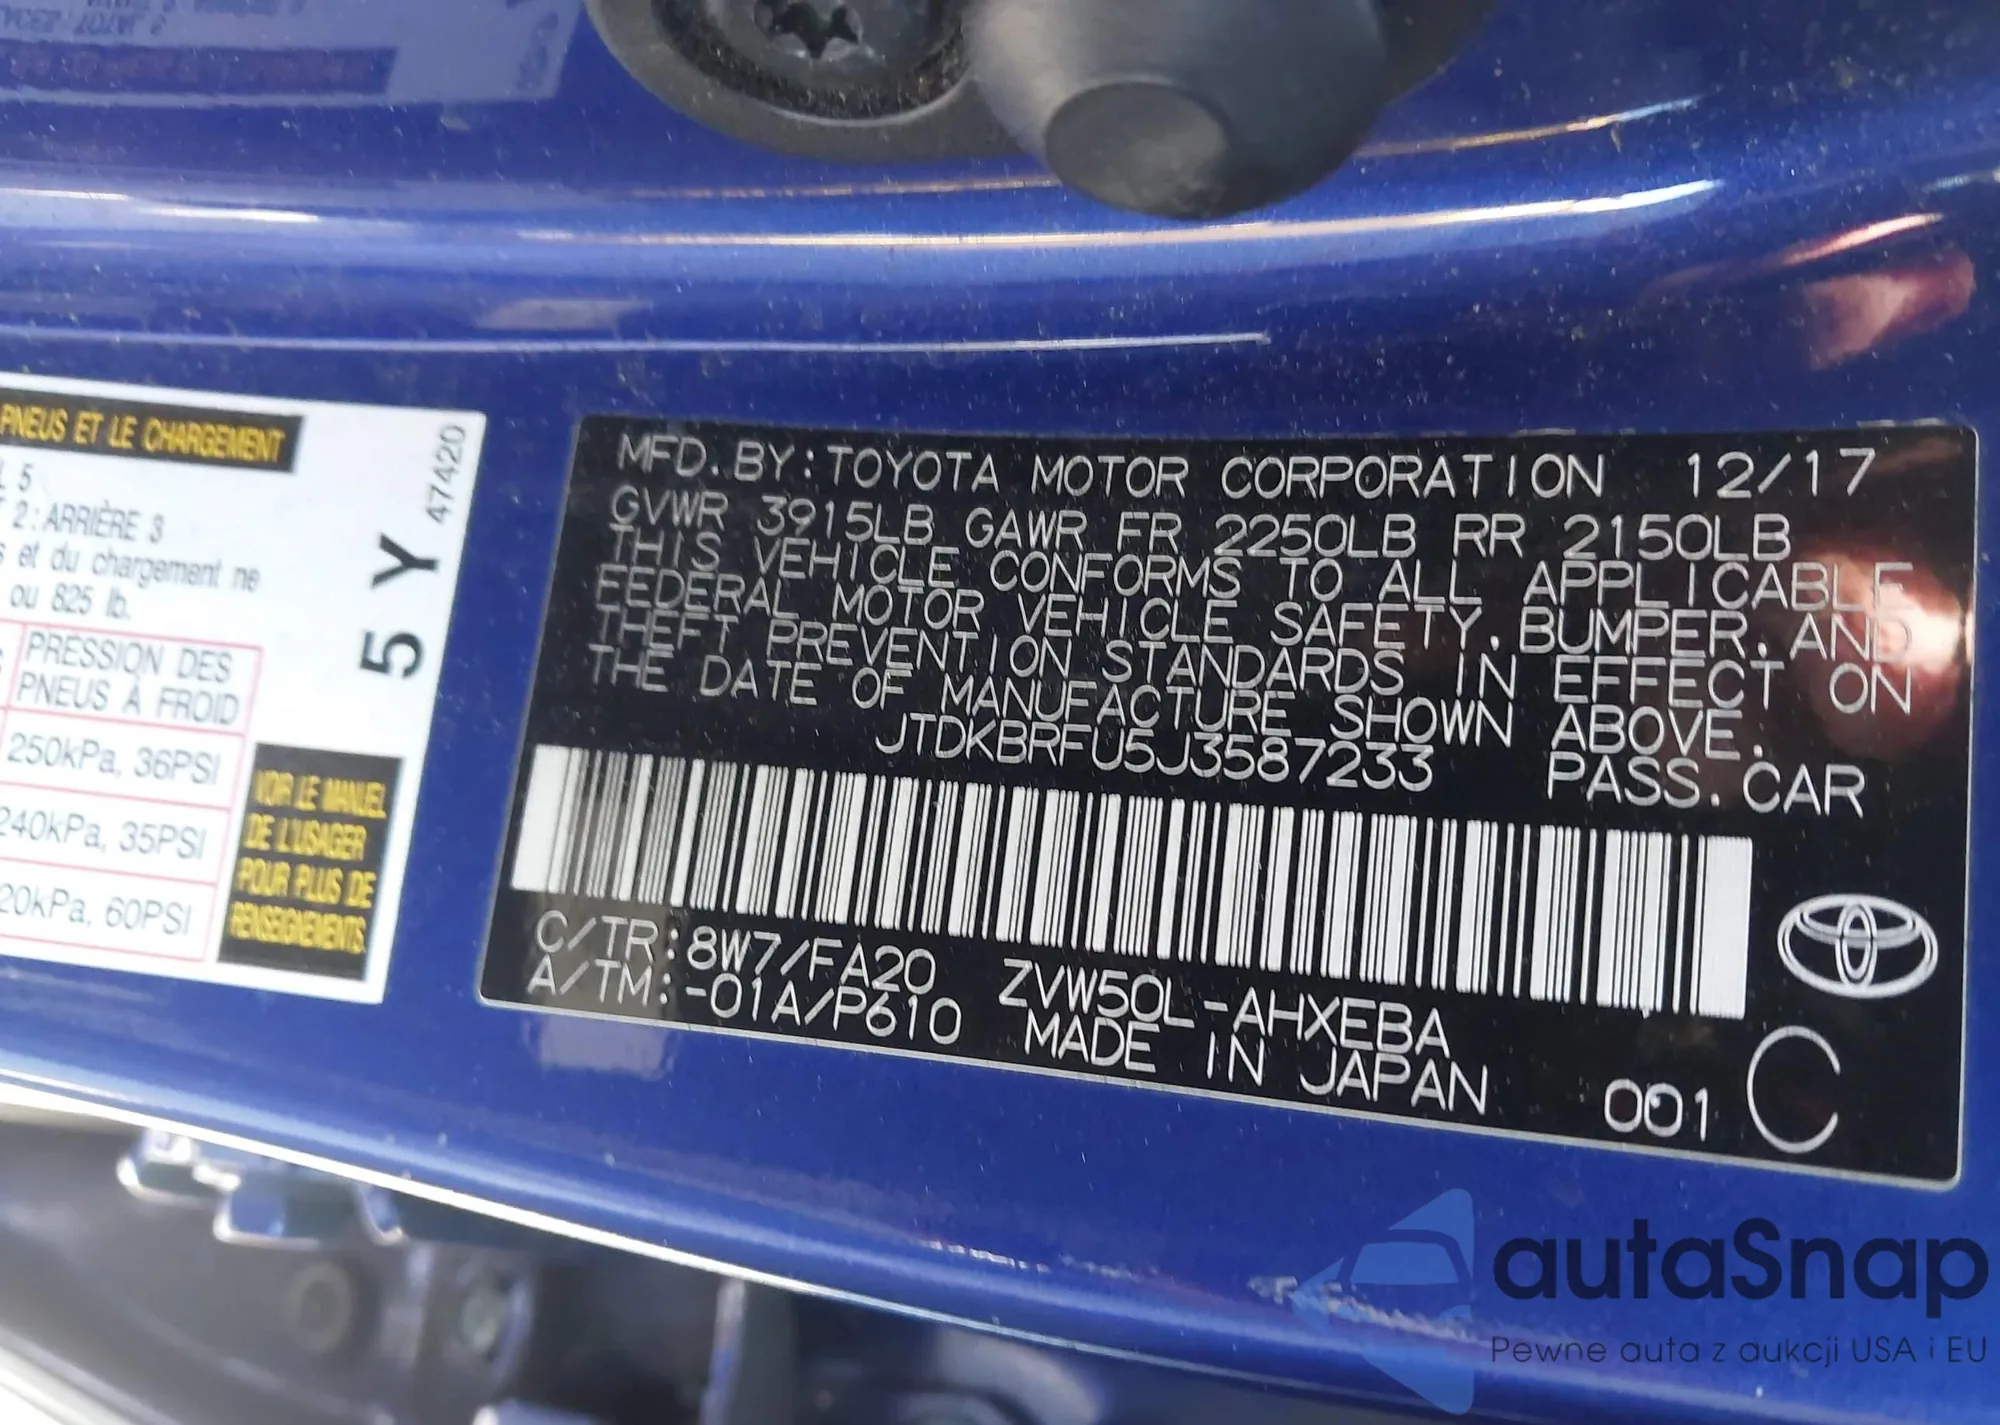 PNEUS ET LE CHARGEMENT
L 5
2 : ARRIÈRE 3
et du chargement ne
ou 825 lb.
PRESSION DES
PNEUS À FROID
250kPa, 36PSI
240kPa, 35PSI
20kPa, 60PSI
VOIR LE MANUEL
DE L'USAGER
POUR PLUS DE
RENSEIGNEMENTS.
5 Y
47420
MFD. BY: TOYOTA MOTOR CORPORATION 12/17
GVWR 3915LB GAWR FR 2250LB RR 2150LB
THIS VEHICLE CONFORMS TO ALL APPLICABLE
FEDERAL MOTOR VEHICLE SAFETY, BUMPER, AND
THEFT PREVENTION STANDARDS IN EFFECT ON
THE DATE OF MANUFACTURE SHOWN ABOVE.
JTDKBRFU5J3587233 PASS. CAR
C/TR: 8W7/FA20 ZVW50L-AHXEBA
A/TM: -01A/P610 MADE IN JAPAN
001 C
autaSnap
Pewne auta z aukcji USA i EU